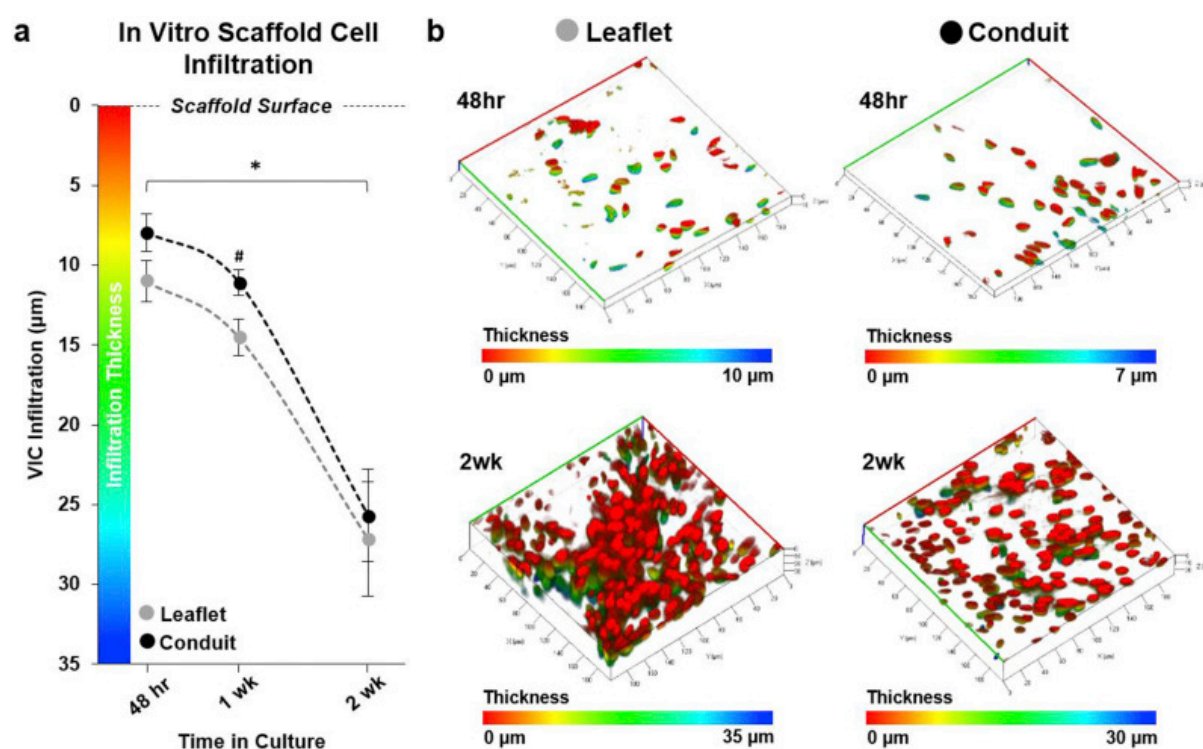 a
In Vitro Scaffold Cell
Infiltration
Scaffold Surface
0
5
10
15
20
25
30
35
VIC Infiltration (µm)
Infiltration Thickness
*
#
Leaflet
Conduit
48 hr
1 wk
2 wk
Time in Culture
b
Leaflet
Conduit
48hr
48hr
Thickness
0 µm
10 µm
Thickness
0 µm
7 µm
2wk
2wk
Thickness
0 µm
35 µm
Thickness
0 µm
30 µm